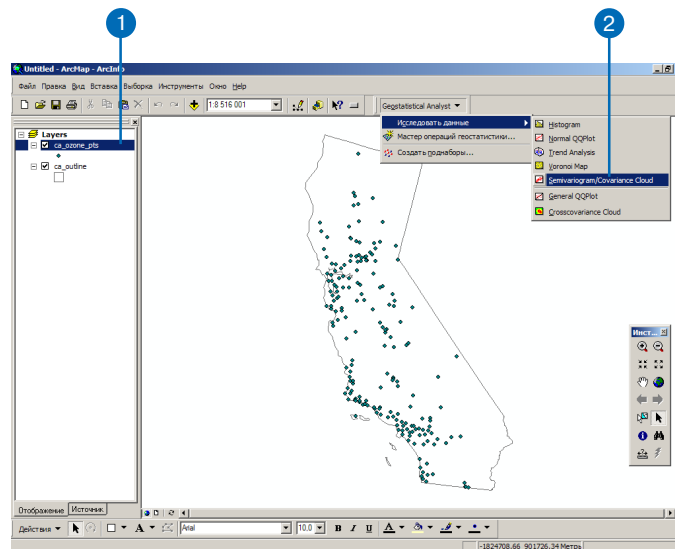 1
2
Untitled - ArcMap - ArcInfo
Файл Правка Вид Вставка Выборка Инструменты Окно Help
1:8 516 001
Geostatistical Analyst
Layers
ca_ozone_pts
ca_outline
Исследовать данные
Мастер операций геостатистики...
Создать поднаборы...
Histogram
Normal QQPlot
Trend Analysis
Voronoi Map
Semivariogram/Covariance Cloud
General QQPlot
Crosscovariance Cloud
Инст...
Отображение Источник
Действия
A
Arial
10.0
B I U A
-1824708.66 901726.34 Метры